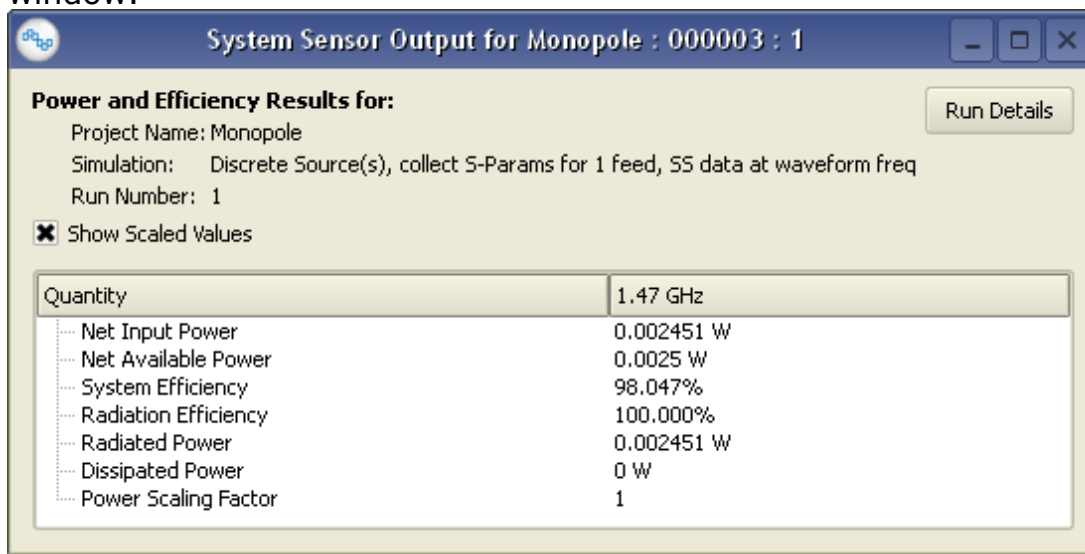 window.
System Sensor Output for Monopole : 000003 : 1
Power and Efficiency Results for:
Run Details
Project Name: Monopole
Simulation: Discrete Source(s), collect S-Params for 1 feed, SS data at waveform freq
Run Number: 1
Show Scaled Values
Quantity 1.47 GHz
Net Input Power 0.002451 W
Net Available Power 0.0025 W
System Efficiency 98.047%
Radiation Efficiency 100.000%
Radiated Power 0.002451 W
Dissipated Power 0 W
Power Scaling Factor 1